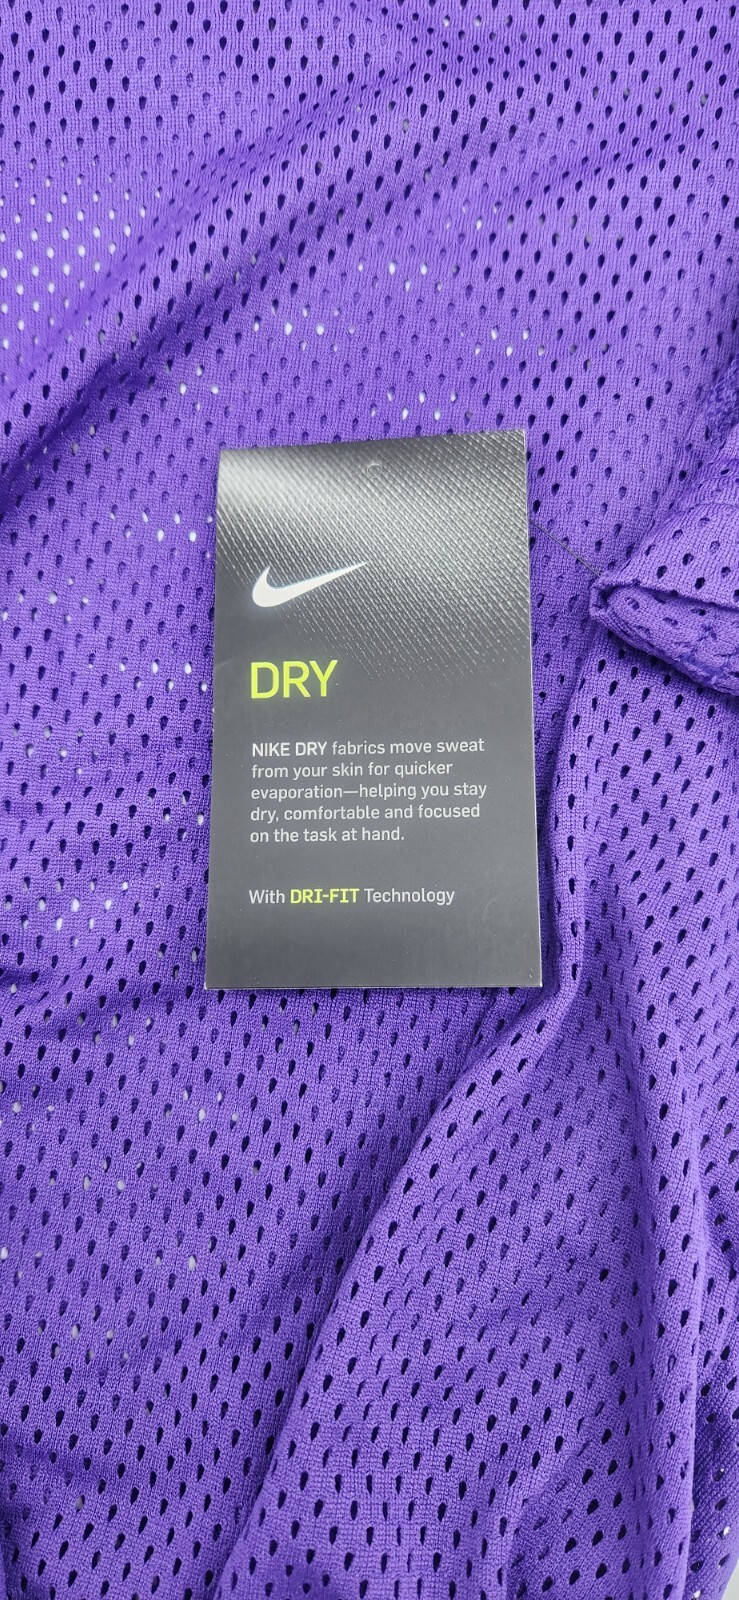 DRY
NIKE DRY fabrics move sweat
from your skin for quicker
evaporation—helping you stay
dry, comfortable and focused
on the task at hand.
With DRI-FIT Technology